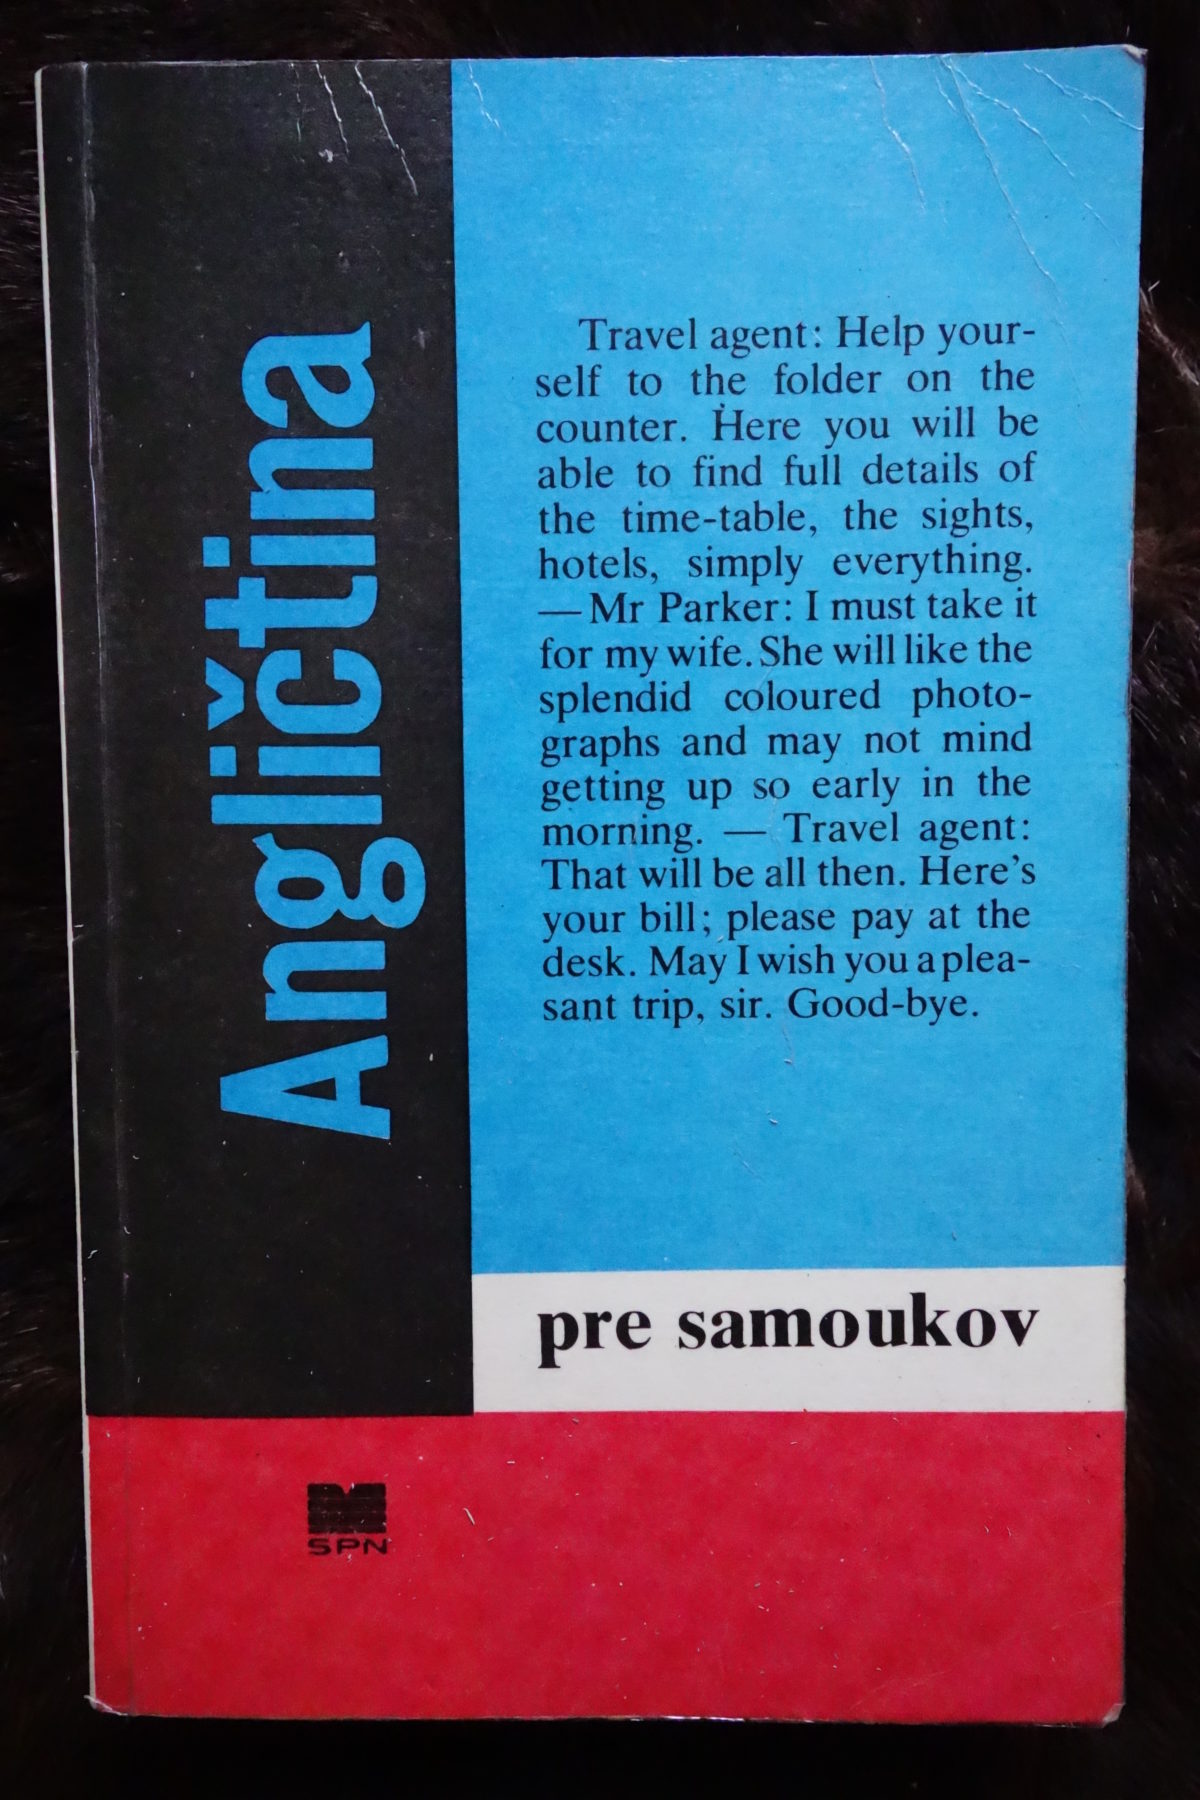 Angličtina
Travel agent: Help your-
self to the folder on the
counter. Here you will be
able to find full details of
the time-table, the sights,
hotels, simply everything.
— Mr Parker: I must take it
for my wife. She will like the
splendid coloured photo-
graphs and may not mind
getting up so early in the
morning. — Travel agent:
That will be all then. Here’s
your bill; please pay at the
desk. May I wish you a plea-
sant trip, sir. Good-bye.
pre samoukov
SPN